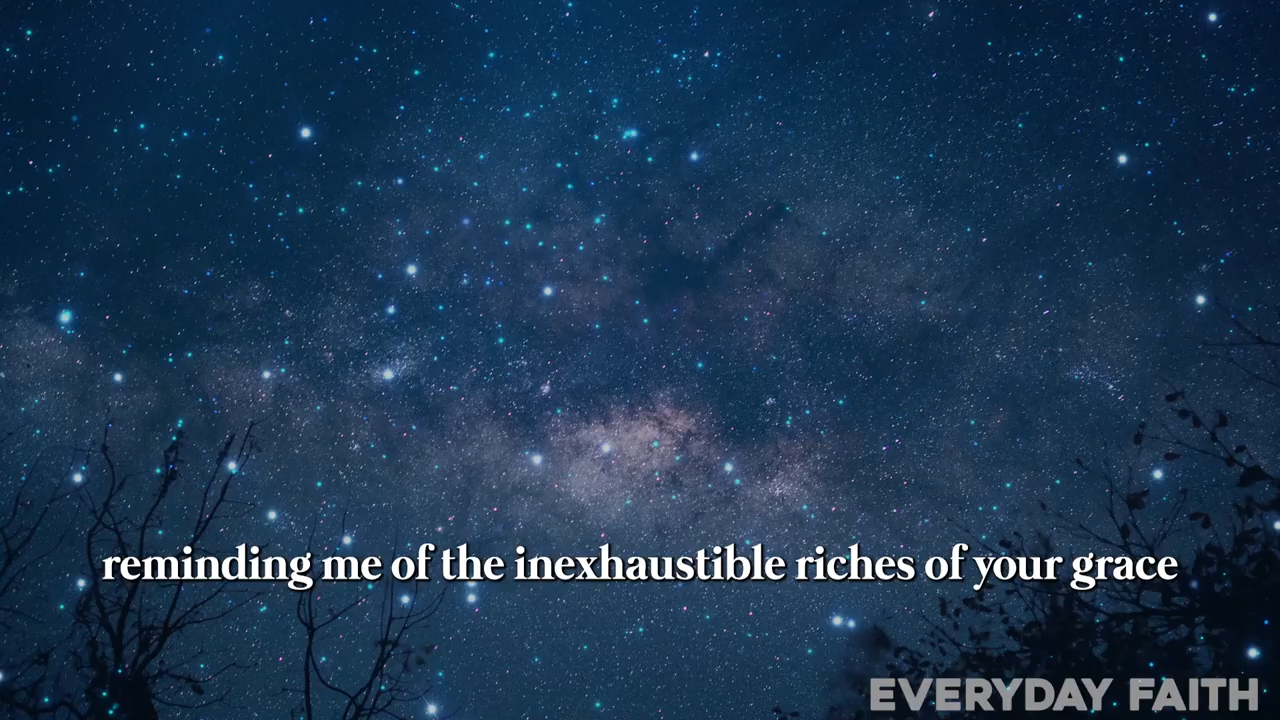 reminding me of the inexhaustible riches of your grace
EVERYDAY FAITH